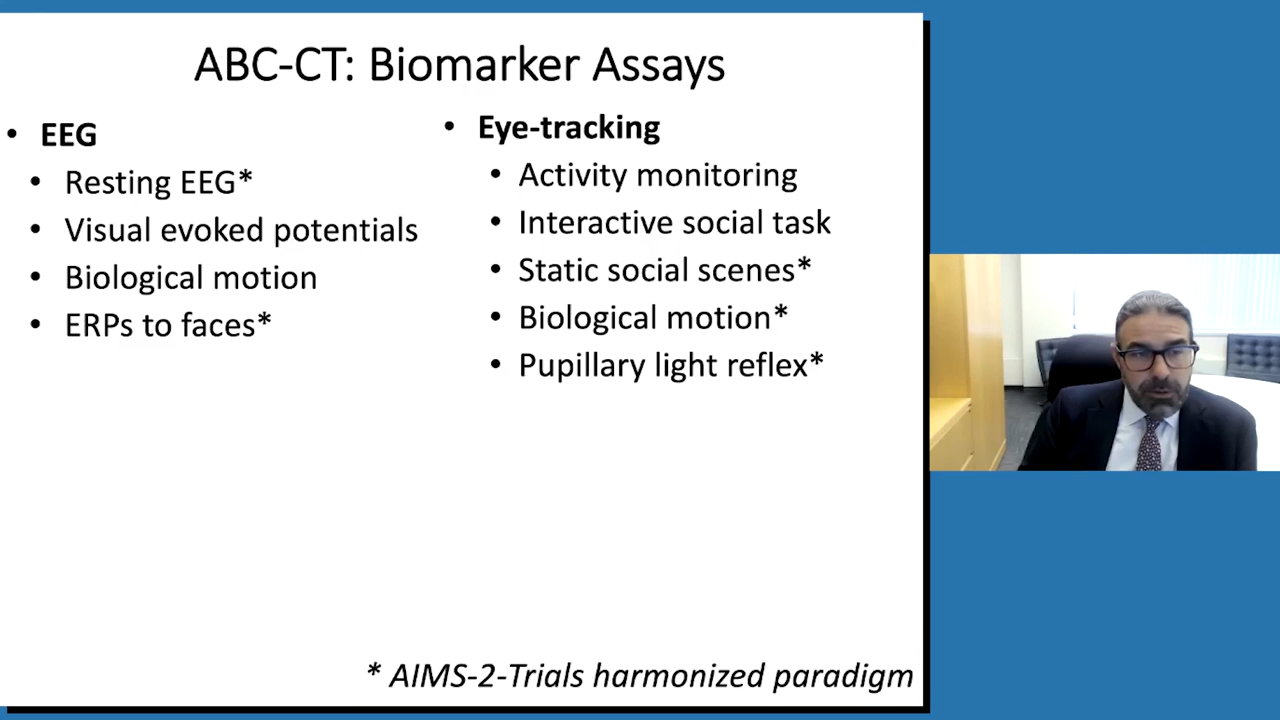 ABC-CT: Biomarker Assays
• EEG
• Resting EEG*
• Visual evoked potentials
• Biological motion
• ERPs to faces*
• Eye-tracking
• Activity monitoring
• Interactive social task
• Static social scenes*
• Biological motion*
• Pupillary light reflex*
* AIMS-2-Trials harmonized paradigm